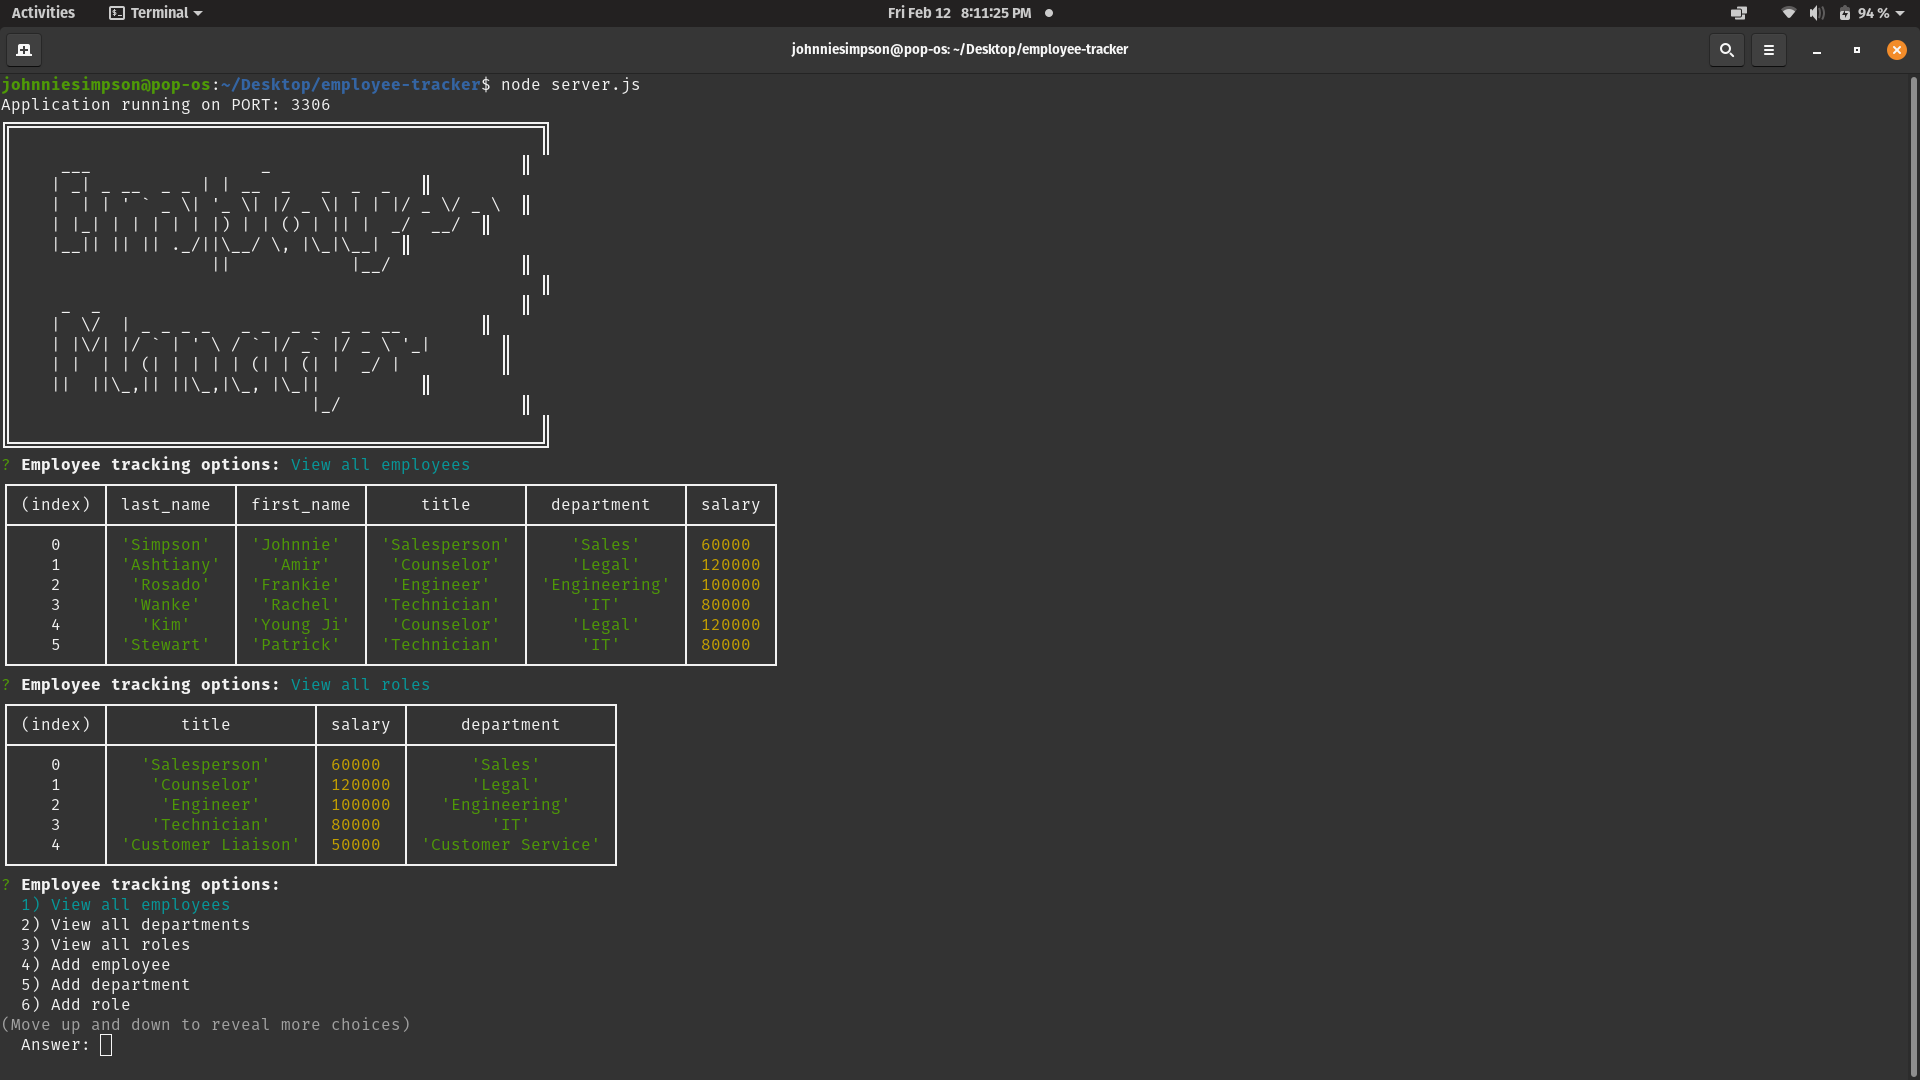 Activities Terminal Fri Feb 12 8:11:25 PM 94 %
johnniesimpson@pop-os: ~/Desktop/employee-tracker
johnniesimpson@pop-os:~/Desktop/employee-tracker$ node server.js
Application running on PORT: 3306
? Employee tracking options: View all employees
(index) last_name first_name title department salary
0 'Simpson' 'Johnnie' 'Salesperson' 'Sales' 60000
1 'Ashtiany' 'Amir' 'Counselor' 'Legal' 120000
2 'Rosado' 'Frankie' 'Engineer' 'Engineering' 100000
3 'Wanke' 'Rachel' 'Technician' 'IT' 80000
4 'Kim' 'Young Ji' 'Counselor' 'Legal' 120000
5 'Stewart' 'Patrick' 'Technician' 'IT' 80000
? Employee tracking options: View all roles
(index) title salary department
0 'Salesperson' 60000 'Sales'
1 'Counselor' 120000 'Legal'
2 'Engineer' 100000 'Engineering'
3 'Technician' 80000 'IT'
4 'Customer Liaison' 50000 'Customer Service'
? Employee tracking options:
1) View all employees
2) View all departments
3) View all roles
4) Add employee
5) Add department
6) Add role
(Move up and down to reveal more choices)
Answer: